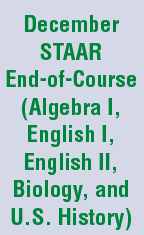 December
STAAR
End-of-Course
(Algebra I,
English I,
English II,
Biology, and
U.S. History)